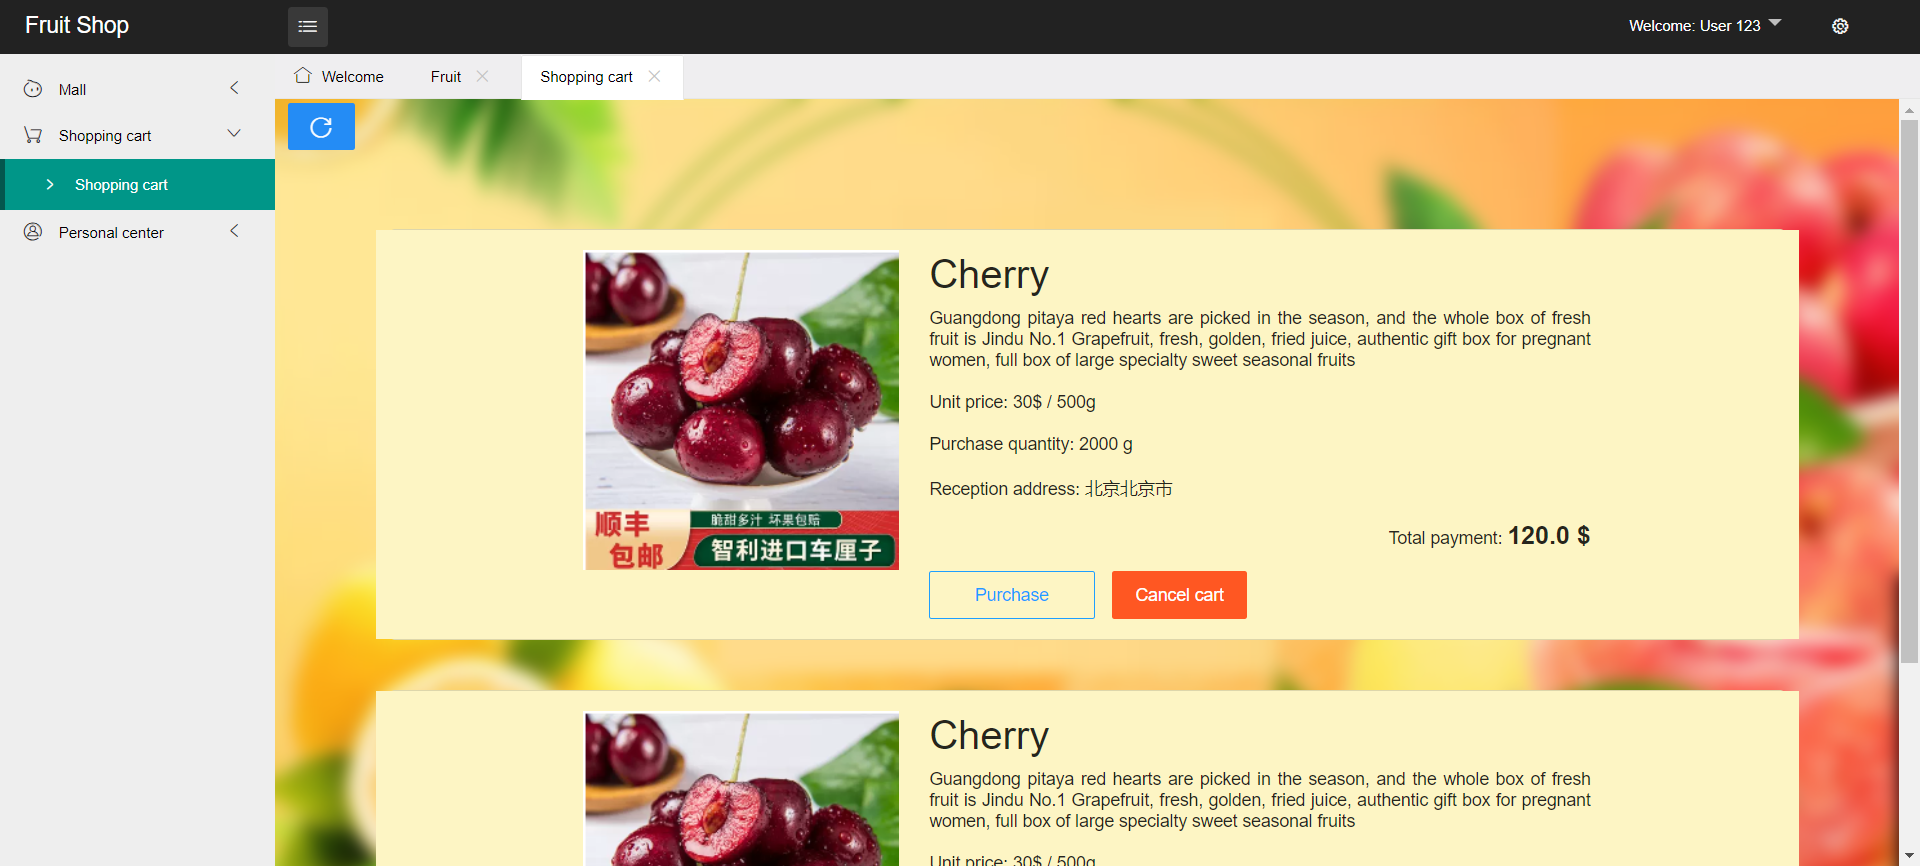 Fruit Shop
Welcome: User 123
Mall
Shopping cart
Shopping cart
Personal center
Welcome
Fruit
Shopping cart
Cherry
Guangdong pitaya red hearts are picked in the season, and the whole box of fresh
fruit is Jindu No.1 Grapefruit, fresh, golden, fried juice, authentic gift box for pregnant
women, full box of large specialty sweet seasonal fruits
Unit price: 30$ / 500g
Purchase quantity: 2000 g
Reception address: 北京北京市
Total payment: 120.0 $
顺丰
包邮
脆甜多汁 坏果包赔
智利进口车厘子
Purchase
Cancel cart
Cherry
Guangdong pitaya red hearts are picked in the season, and the whole box of fresh
fruit is Jindu No.1 Grapefruit, fresh, golden, fried juice, authentic gift box for pregnant
women, full box of large specialty sweet seasonal fruits
Unit price: 30$ / 500g